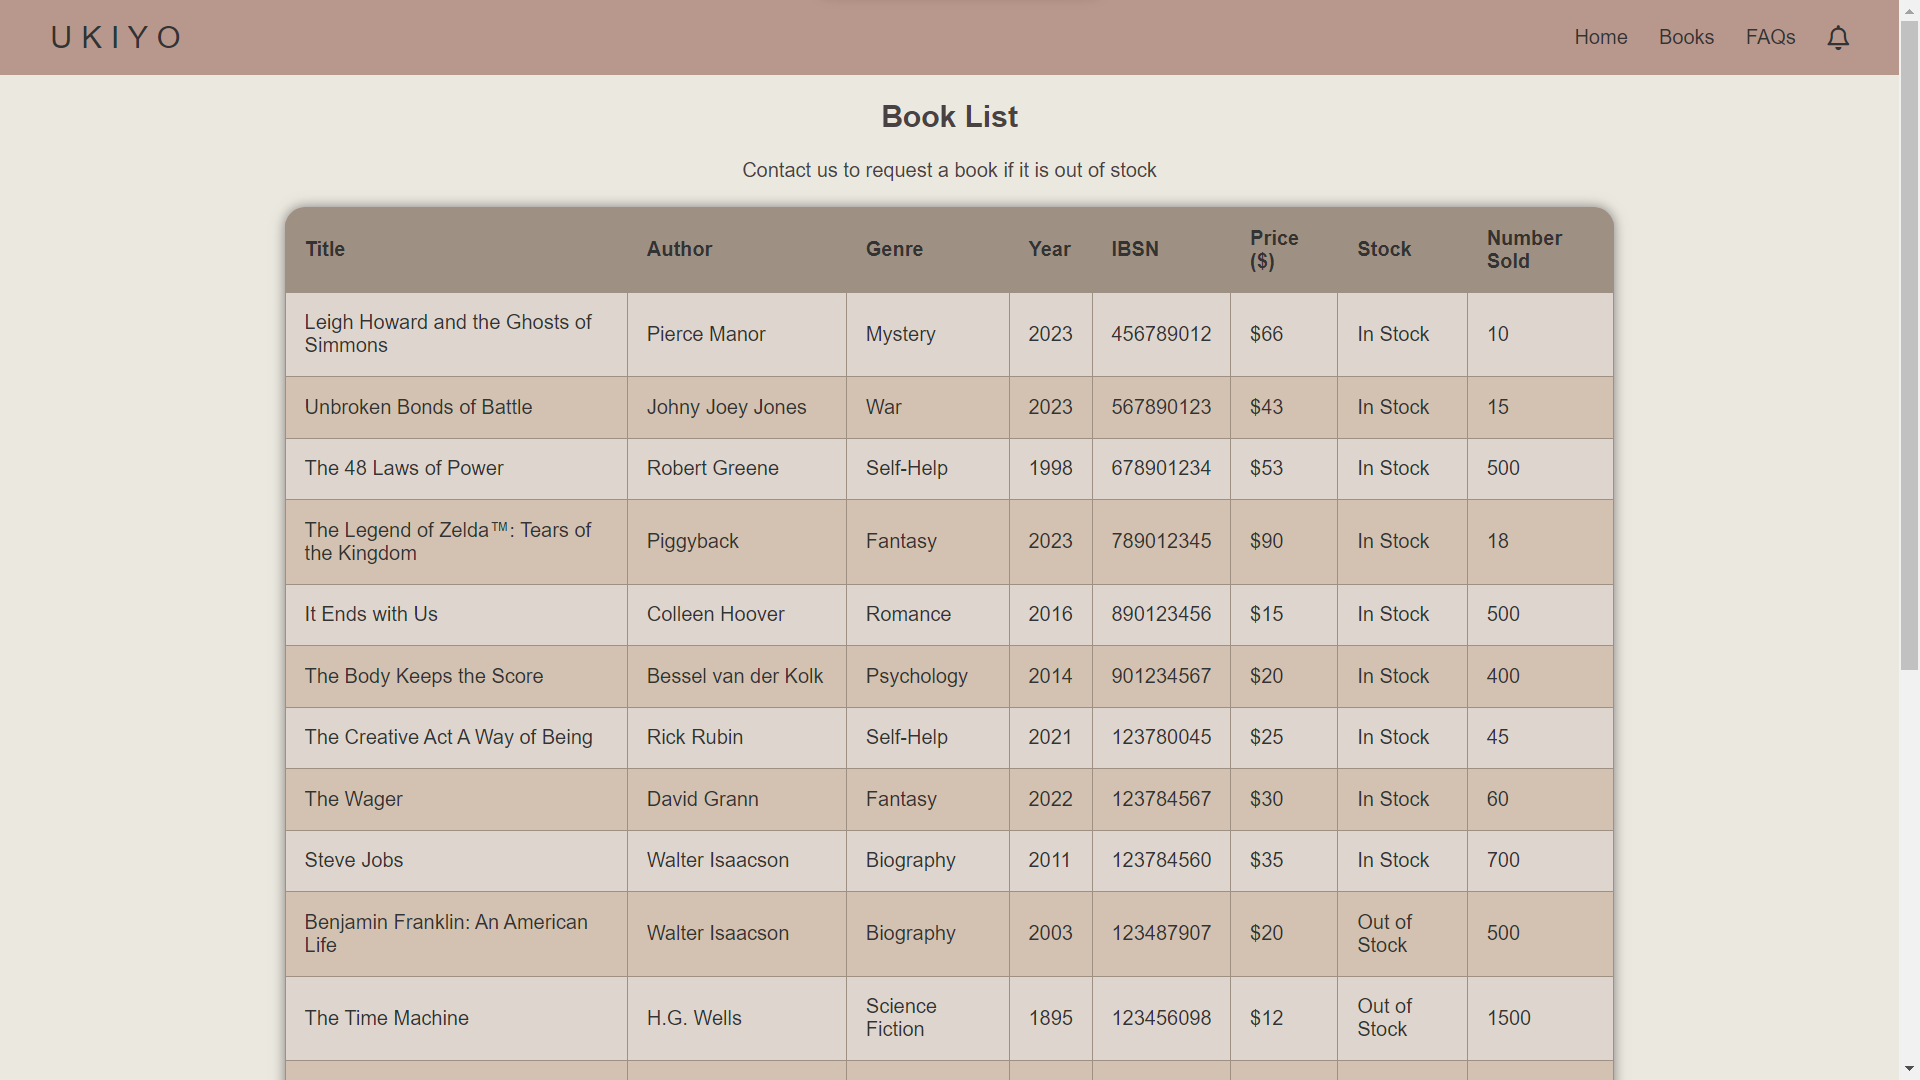 UKIYO
Home Books FAQs
Book List
Contact us to request a book if it is out of stock
Title Author Genre Year IBSN Price ($) Stock Number Sold
Leigh Howard and the Ghosts of Simmons Pierce Manor Mystery 2023 456789012 $66 In Stock 10
Unbroken Bonds of Battle Johny Joey Jones War 2023 567890123 $43 In Stock 15
The 48 Laws of Power Robert Greene Self-Help 1998 678901234 $53 In Stock 500
The Legend of Zelda™: Tears of the Kingdom Piggyback Fantasy 2023 789012345 $90 In Stock 18
It Ends with Us Colleen Hoover Romance 2016 890123456 $15 In Stock 500
The Body Keeps the Score Bessel van der Kolk Psychology 2014 901234567 $20 In Stock 400
The Creative Act A Way of Being Rick Rubin Self-Help 2021 123780045 $25 In Stock 45
The Wager David Grann Fantasy 2022 123784567 $30 In Stock 60
Steve Jobs Walter Isaacson Biography 2011 123784560 $35 In Stock 700
Benjamin Franklin: An American Life Walter Isaacson Biography 2003 123487907 $20 Out of Stock 500
The Time Machine H.G. Wells Science Fiction 1895 123456098 $12 Out of Stock 1500